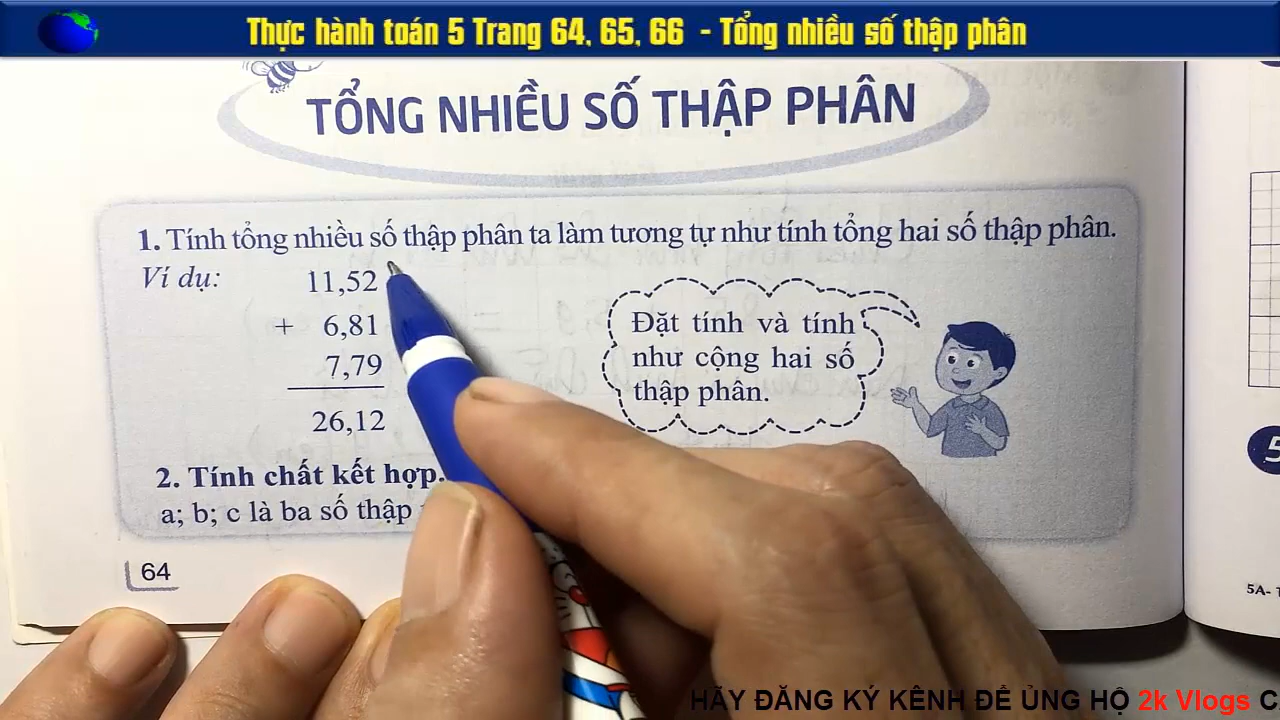 Thực hành toán 5 Trang 64, 65, 66 - Tổng nhiều số thập phân
TỔNG NHIỀU SỐ THẬP PHÂN
1. Tính tổng nhiều số thập phân ta làm tương tự như tính tổng hai số thập phân.
Ví dụ:
11,52
+ 6,81
7,79
26,12
Đặt tính và tính
như cộng hai số
thập phân.
2. Tính chất kết hợp.
a; b; c là ba số thập
64
5
5A-
HÃY ĐĂNG KÝ KÊNH ĐỂ ỦNG HỘ 2k Vlogs